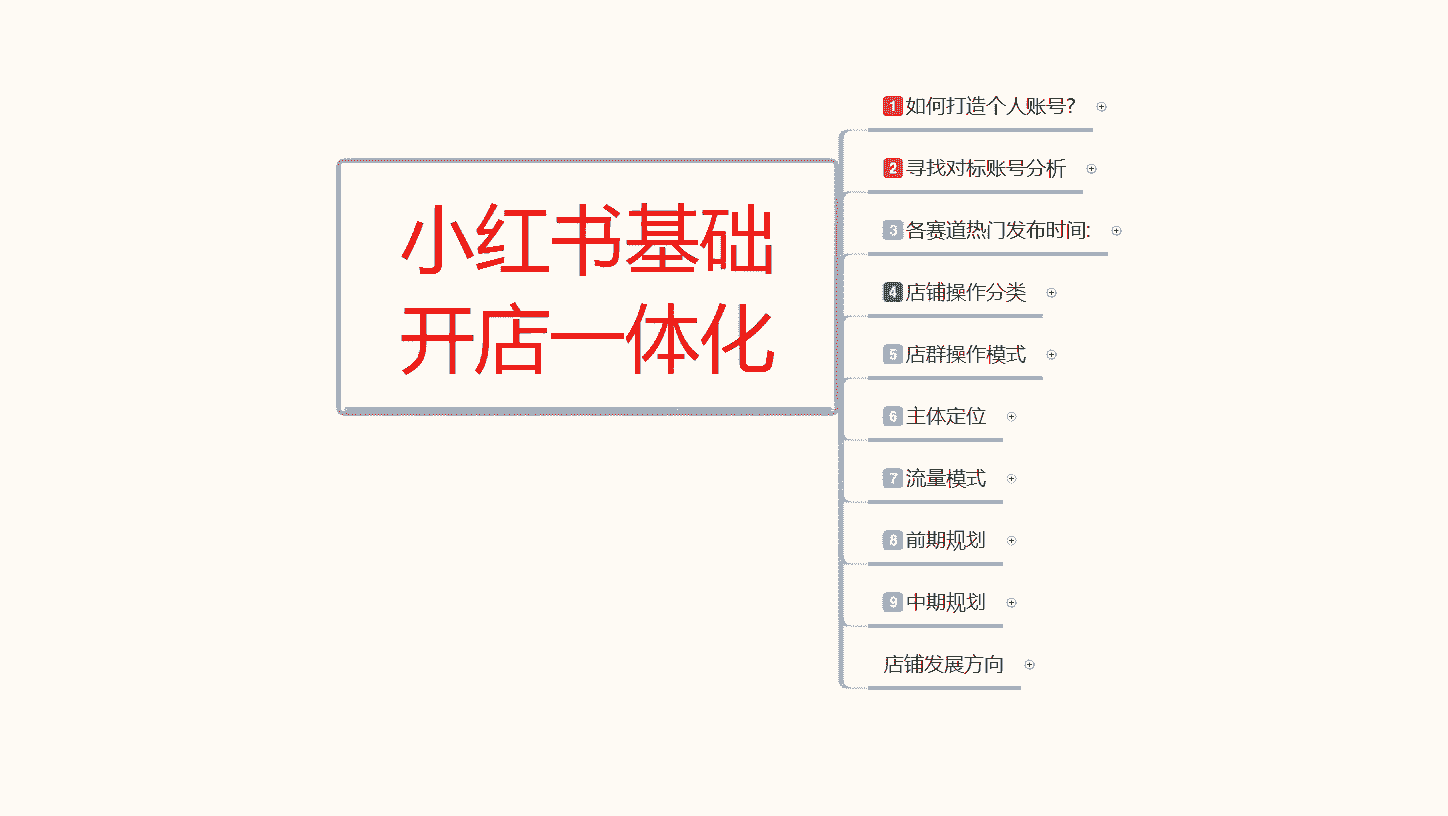 小红书基础
开店一体化
1 如何打造个人账号?
2 寻找对标账号分析
3 各赛道热门发布时间:
4 店铺操作分类
5 店群操作模式
6 主体定位
7 流量模式
8 前期规划
9 中期规划
店铺发展方向